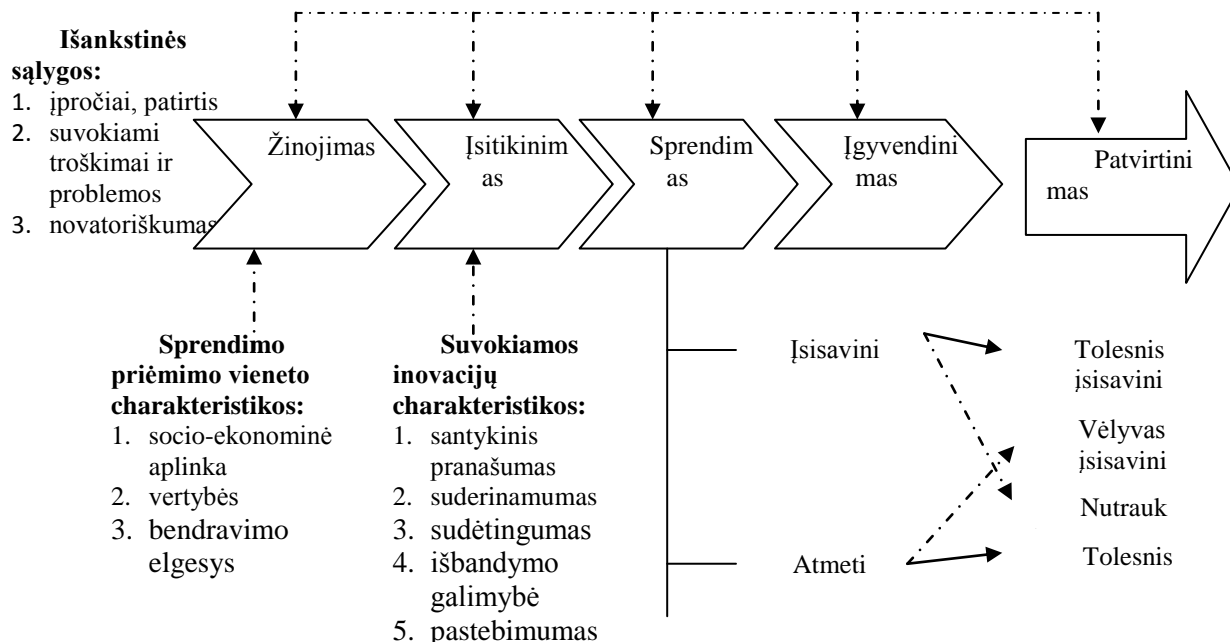 Išankstinės
sąlygos:
1. įpročiai, patirtis
2. suvokiami
troškimai ir
problemos
3. novatoriškumas
Žinojimas
Įsitikinim
as
Sprendim
as
Įgyvendini
mas
Patvirtini
mas
Sprendimo
priėmimo vieneto
charakteristikos:
1. socio-ekonominė
aplinka
2. vertybės
3. bendravimo
elgesys
Suvokiamos
inovacijų
charakteristikos:
1. santykinis
pranašumas
2. suderinamumas
3. sudėtingumas
4. išbandymo
galimybė
5. pastebimumas
Įsisavini
Atmeti
Tolesnis
įsisavini
Vėlyvas
įsisavini
Nutrauk
Tolesnis